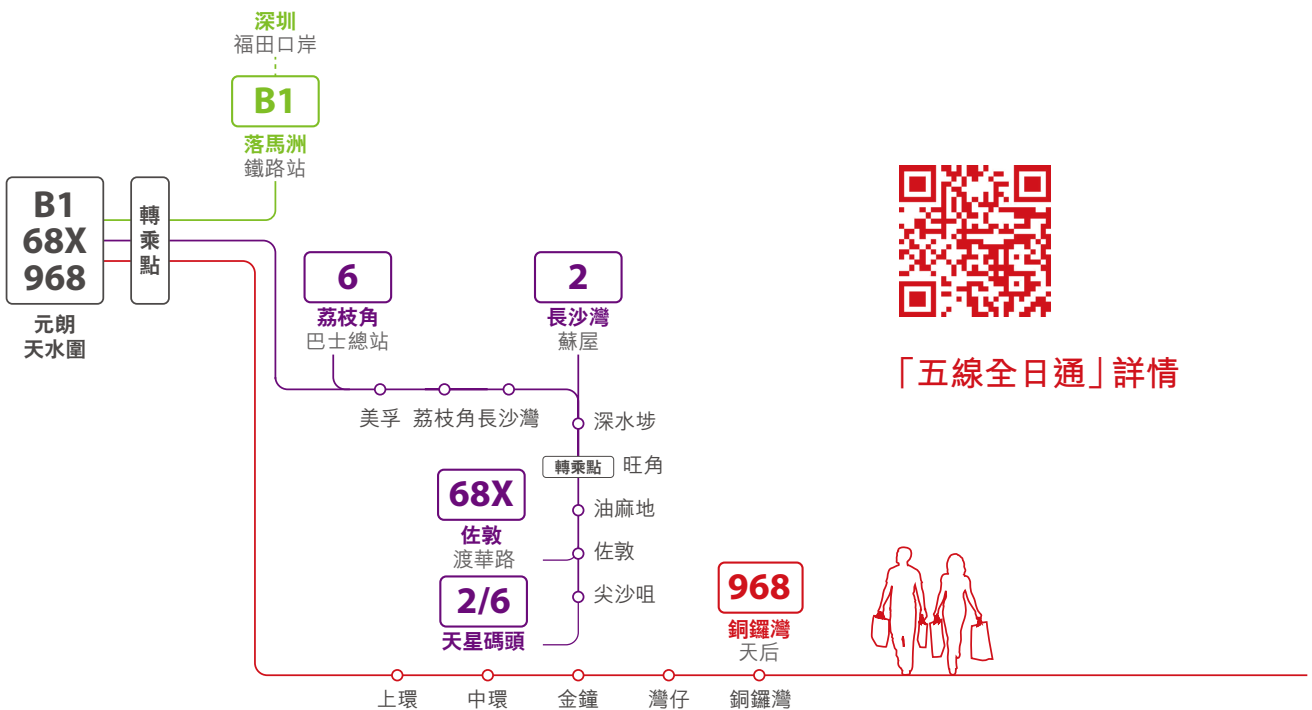 深圳
福田口岸
B1
落馬洲
鐵路站
B1
68X
968
元朗
天水圍
轉乘點
6
荔枝角
巴士總站
2
長沙灣
蘇屋
美孚
荔枝角
長沙灣
深水埗
轉乘點
旺角
油麻地
68X
佐敦
渡華路
佐敦
2/6
天星碼頭
尖沙咀
968
銅鑼灣
天后
上環
中環
金鐘
灣仔
銅鑼灣
「五線全日通」詳情